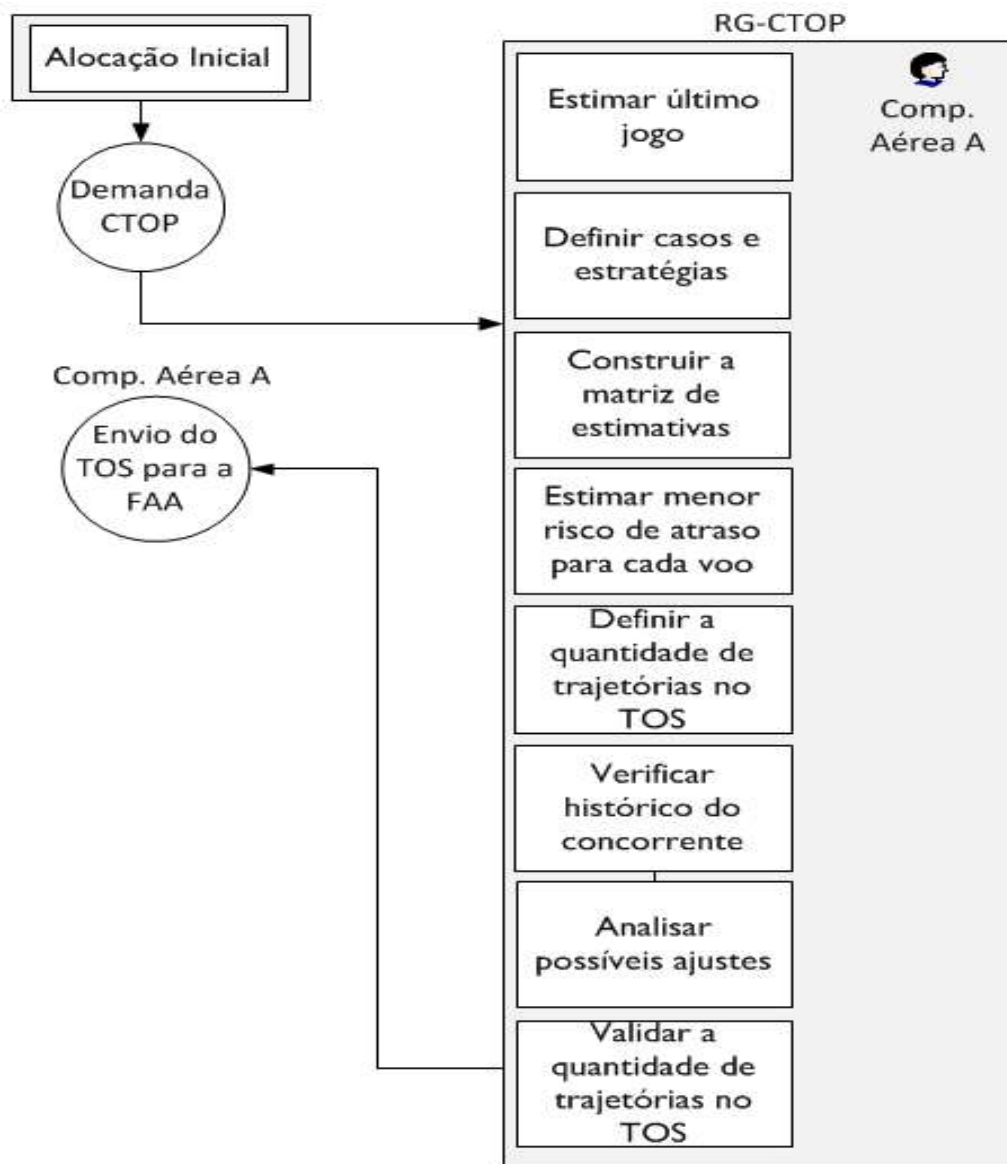 RG-CTOP
Alocação Inicial
Demanda
CTOP
Comp. Aérea A
Envio do
TOS para a
FAA
Comp.
Aérea A
Estimar último
jogo
Definir casos e
estratégias
Construir a
matriz de
estimativas
Estimar menor
risco de atraso
para cada voo
Definir a
quantidade de
trajetórias no
TOS
Verificar
histórico do
concorrente
Analisar
possíveis ajustes
Validar a
quantidade de
trajetórias no
TOS